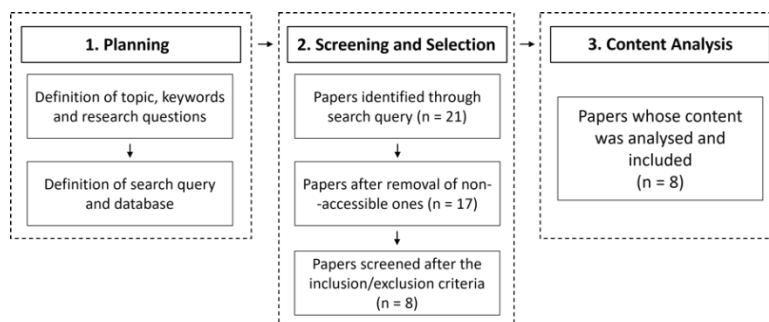 1. Planning
Definition of topic, keywords
and research questions
Definition of search query
and database
2. Screening and Selection
Papers identified through
search query (n = 21)
Papers after removal of non-
-accessible ones (n = 17)
Papers screened after the
inclusion/exclusion criteria
(n = 8)
3. Content Analysis
Papers whose content
was analysed and
included
(n = 8)